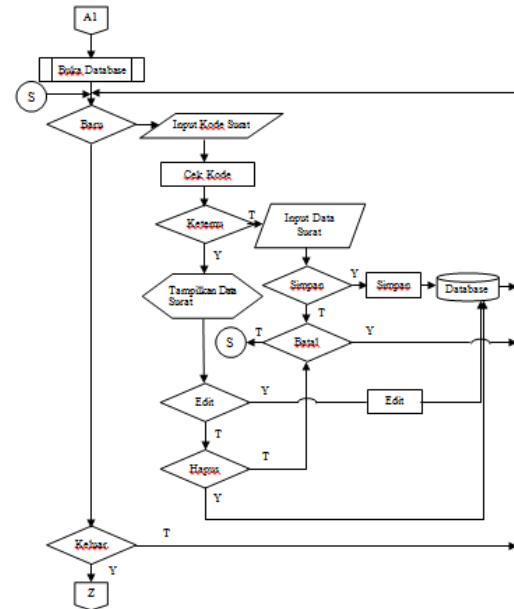 A1
Buka Database
S
Baru
Input Kode Surat
Cek Kode
Ketemu
T
Input Data
Surat
Y
Tampilkan Data
Surat
Simpan
Y
Simpan
Database
T
S
T
Batal
Y
Edit
Y
Edit
T
Hapus
T
Y
Keluar
T
Y
Z